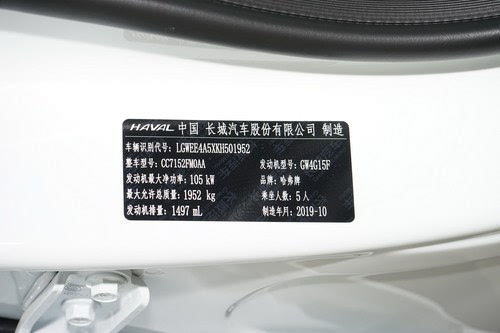 HAVAL 中国 长城汽车股份有限公司 制造
车辆识别代号: LGWEE4A5XKH501952
整车型号: CC7152FM0AA 发动机型号: GW4G15F
发动机最大净功率: 105 kW 品牌: 哈弗牌
最大允许总质量: 1952 kg 乘坐人数: 5 人
发动机排量: 1497 mL 制造年月: 2019-10